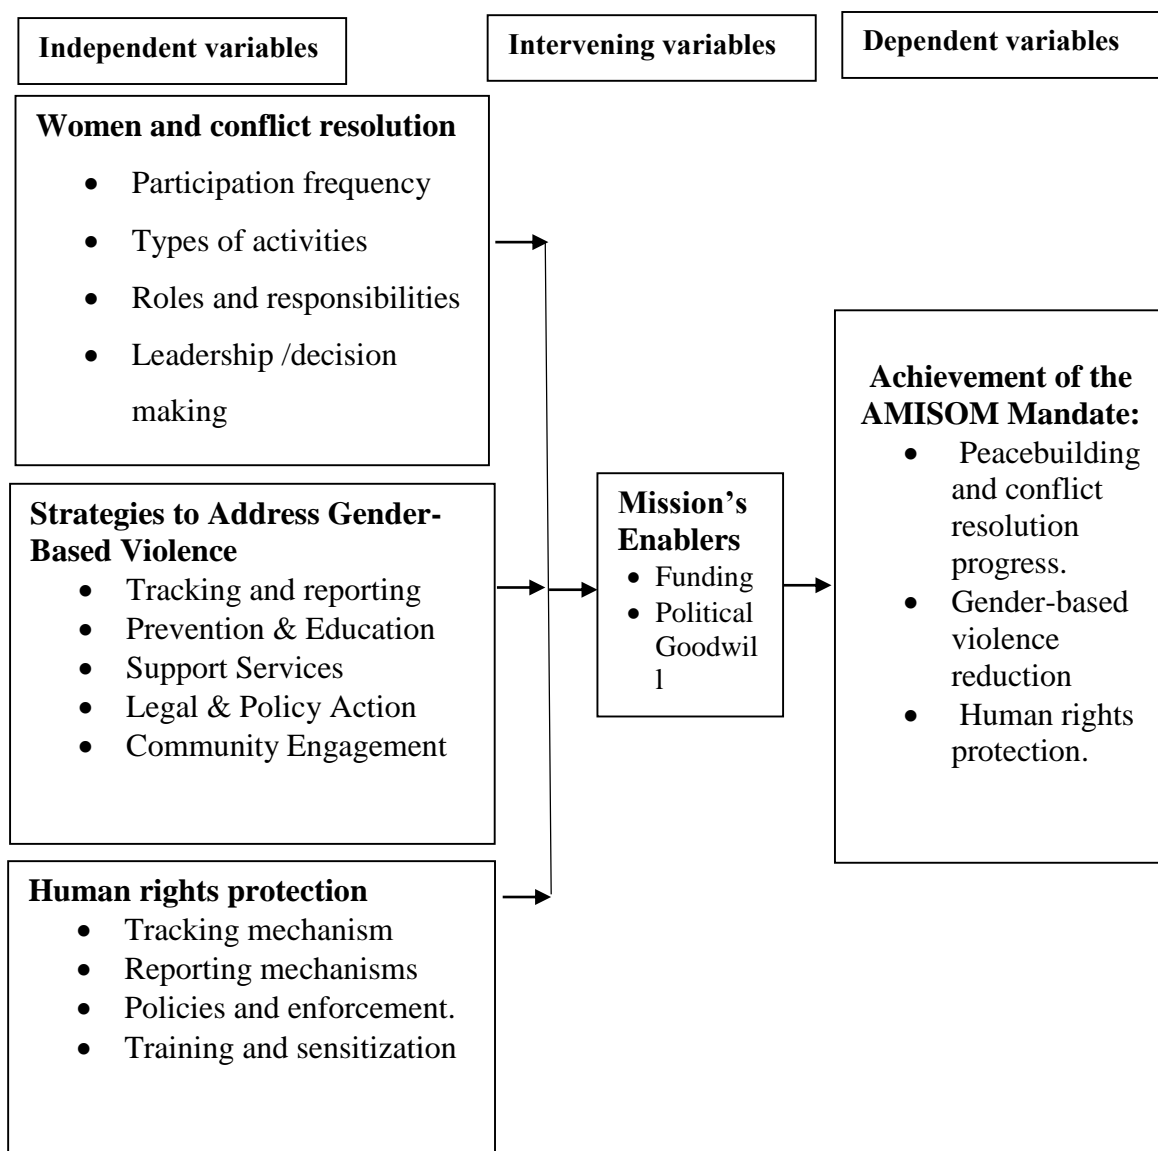 Independent variables
Intervening variables
Dependent variables
Women and conflict resolution
• Participation frequency
• Types of activities
• Roles and responsibilities
• Leadership /decision
making
Strategies to Address Gender-
Based Violence
• Tracking and reporting
• Prevention & Education
• Support Services
• Legal & Policy Action
• Community Engagement
Human rights protection
• Tracking mechanism
• Reporting mechanisms
• Policies and enforcement.
• Training and sensitization
Mission’s
Enablers
• Funding
• Political
Goodwil
l
Achievement of the
AMISOM Mandate:
• Peacebuilding
and conflict
resolution
progress.
• Gender-based
violence
reduction
• Human rights
protection.